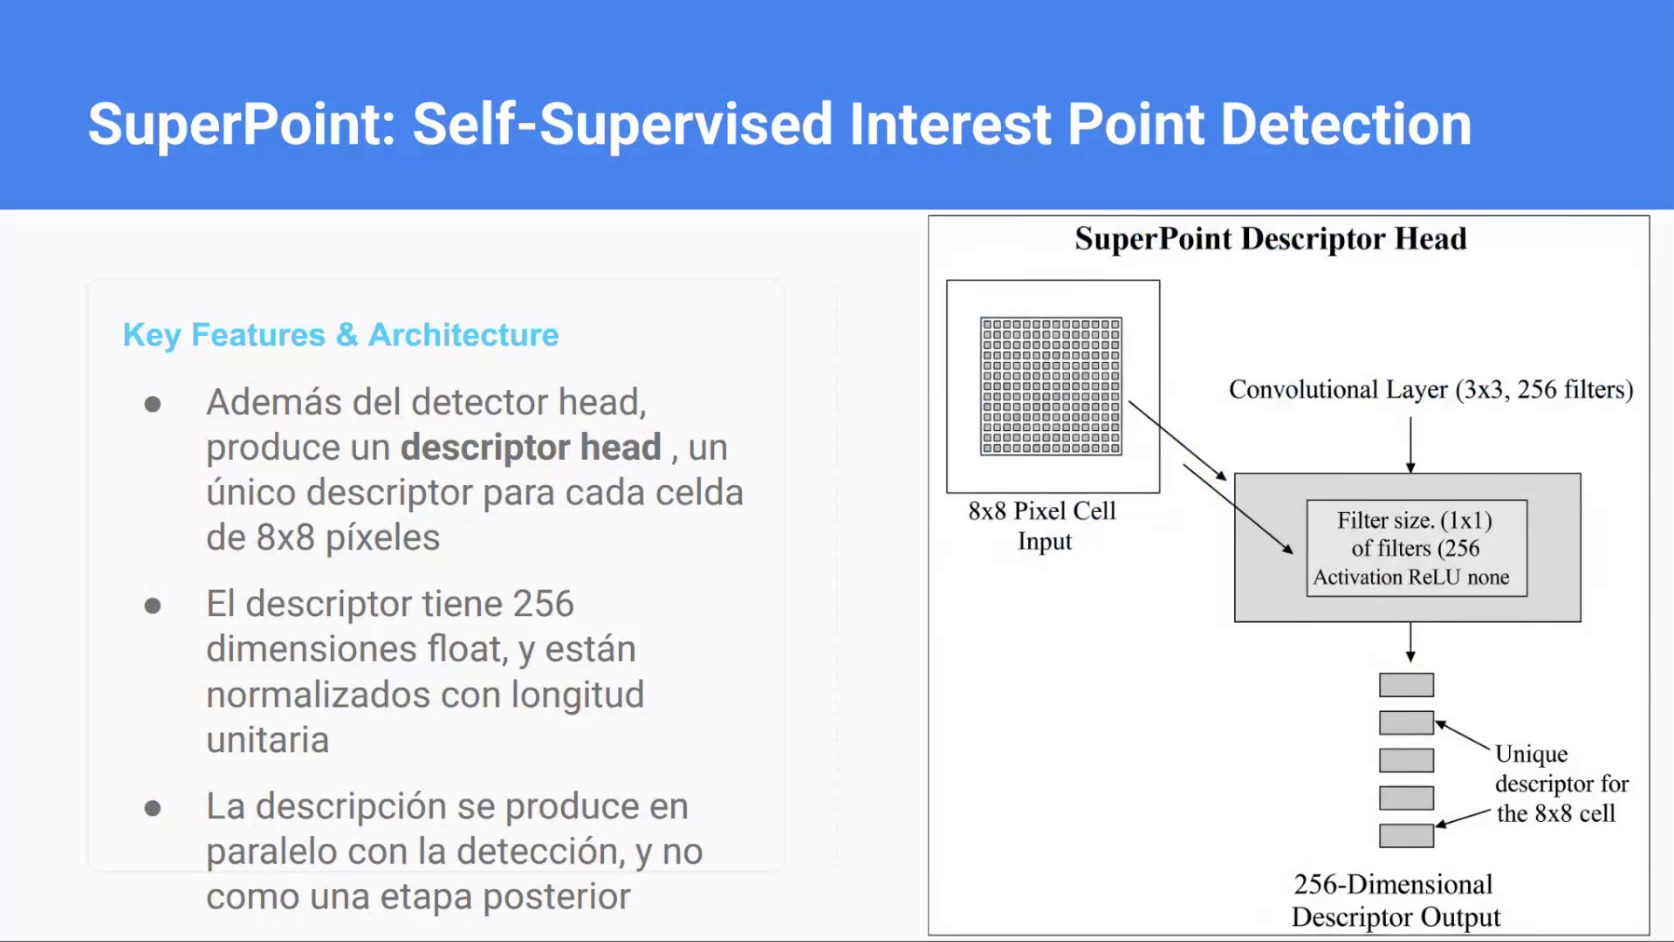 SuperPoint: Self-Supervised Interest Point Detection
Key Features & Architecture
● Además del detector head,
produce un descriptor head , un
único descriptor para cada celda
de 8x8 píxeles
● El descriptor tiene 256
dimensiones float, y están
normalizados con longitud
unitaria
● La descripción se produce en
paralelo con la detección, y no
como una etapa posterior
SuperPoint Descriptor Head
8x8 Pixel Cell
Input
Convolutional Layer (3x3, 256 filters)
Filter size. (1x1)
of filters (256
Activation ReLU none
Unique
descriptor for
the 8x8 cell
256-Dimensional
Descriptor Output